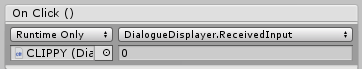 On Click ()
Runtime Only DialogueDisplayer.ReceivedInput
CLIPPY (Dia 0